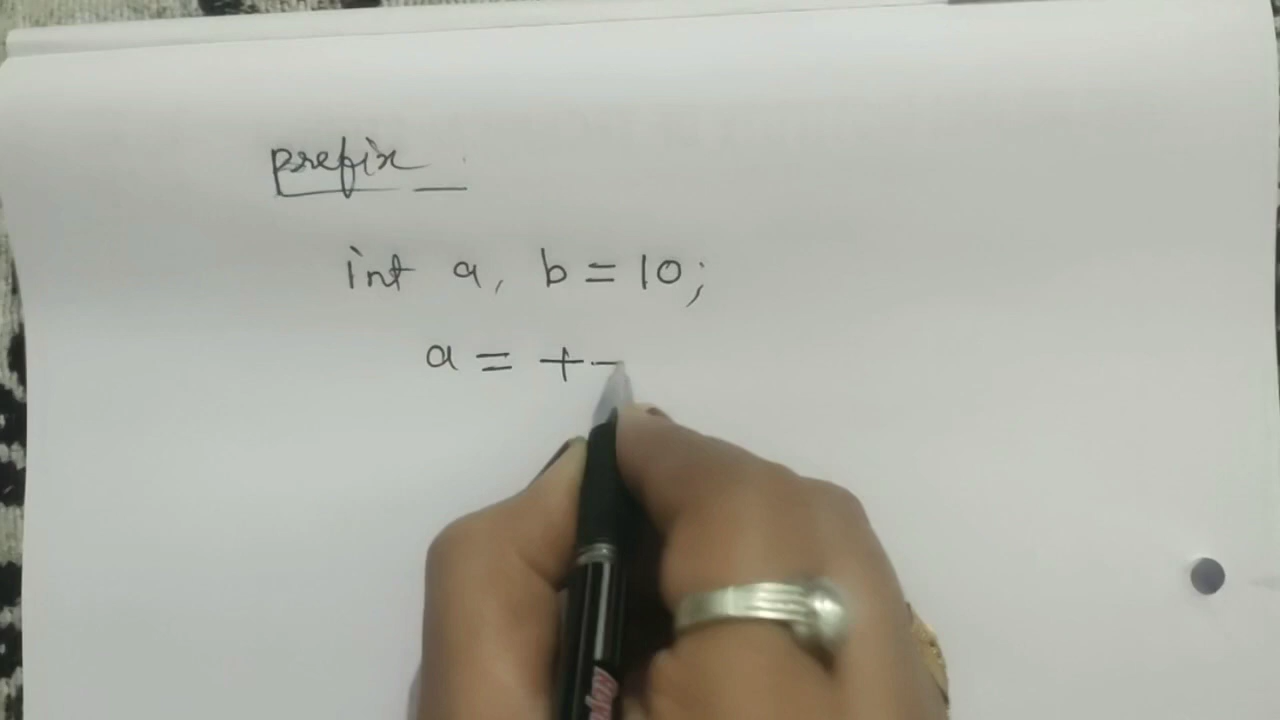 prefix
int a, b = 10;
a = + -